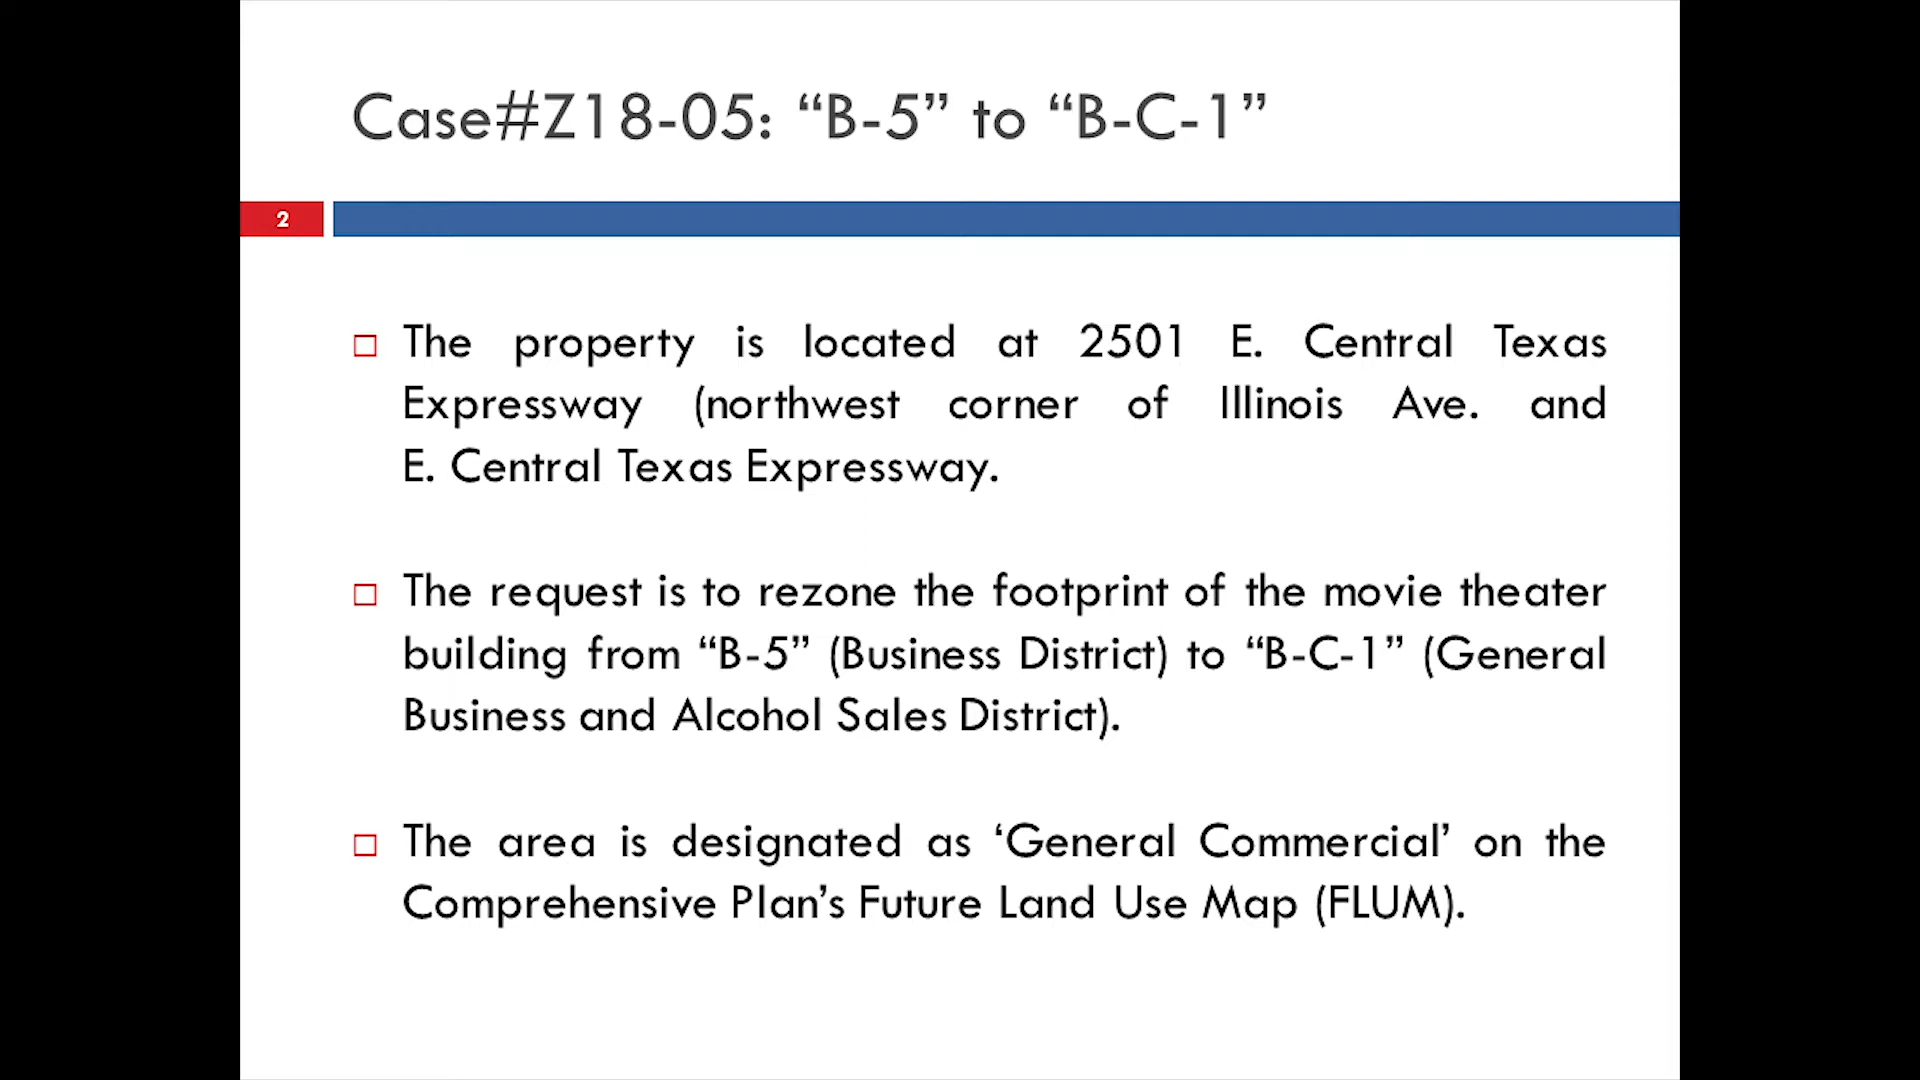 Case#Z18-05: “B-5” to “B-C-1”
2
The property is located at 2501 E. Central Texas
Expressway (northwest corner of Illinois Ave. and
E. Central Texas Expressway.
The request is to rezone the footprint of the movie theater
building from “B-5” (Business District) to “B-C-1” (General
Business and Alcohol Sales District).
The area is designated as ‘General Commercial’ on the
Comprehensive Plan’s Future Land Use Map (FLUM).